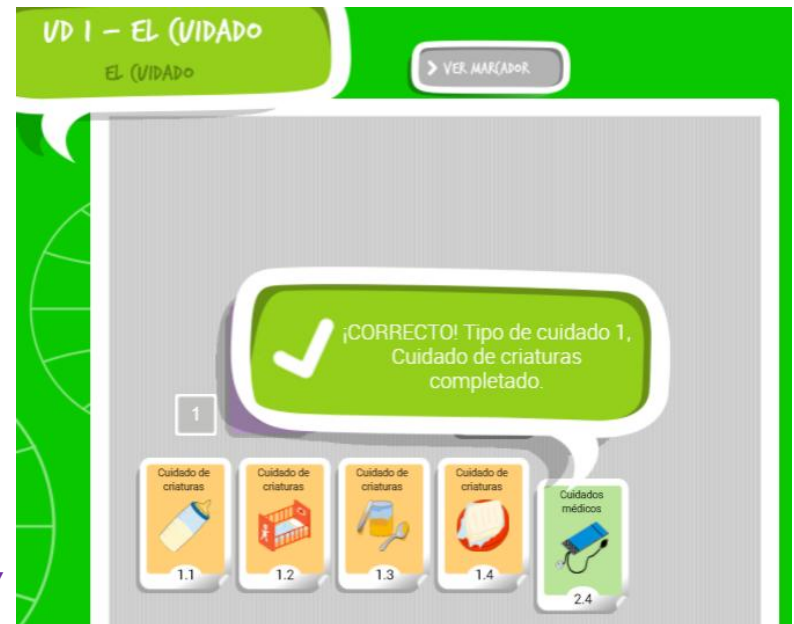 UD 1 – EL CUIDADO
EL CUIDADO
> VER MARCADOR
¡CORRECTO! Tipo de cuidado 1,
Cuidado de criaturas
completado.
1
Cuidado de
criaturas
1.1
Cuidado de
criaturas
1.2
Cuidado de
criaturas
1.3
Cuidado de
criaturas
1.4
Cuidados
médicos
2.4